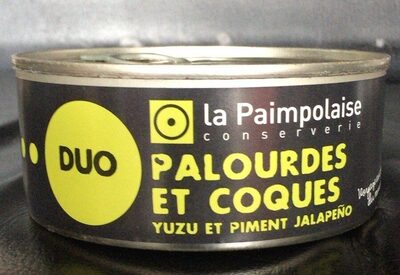 la Paimpolaise
conserverie
DUO
PALOURDES
ET COQUES
YUZU ET PIMENT JALAPEÑO